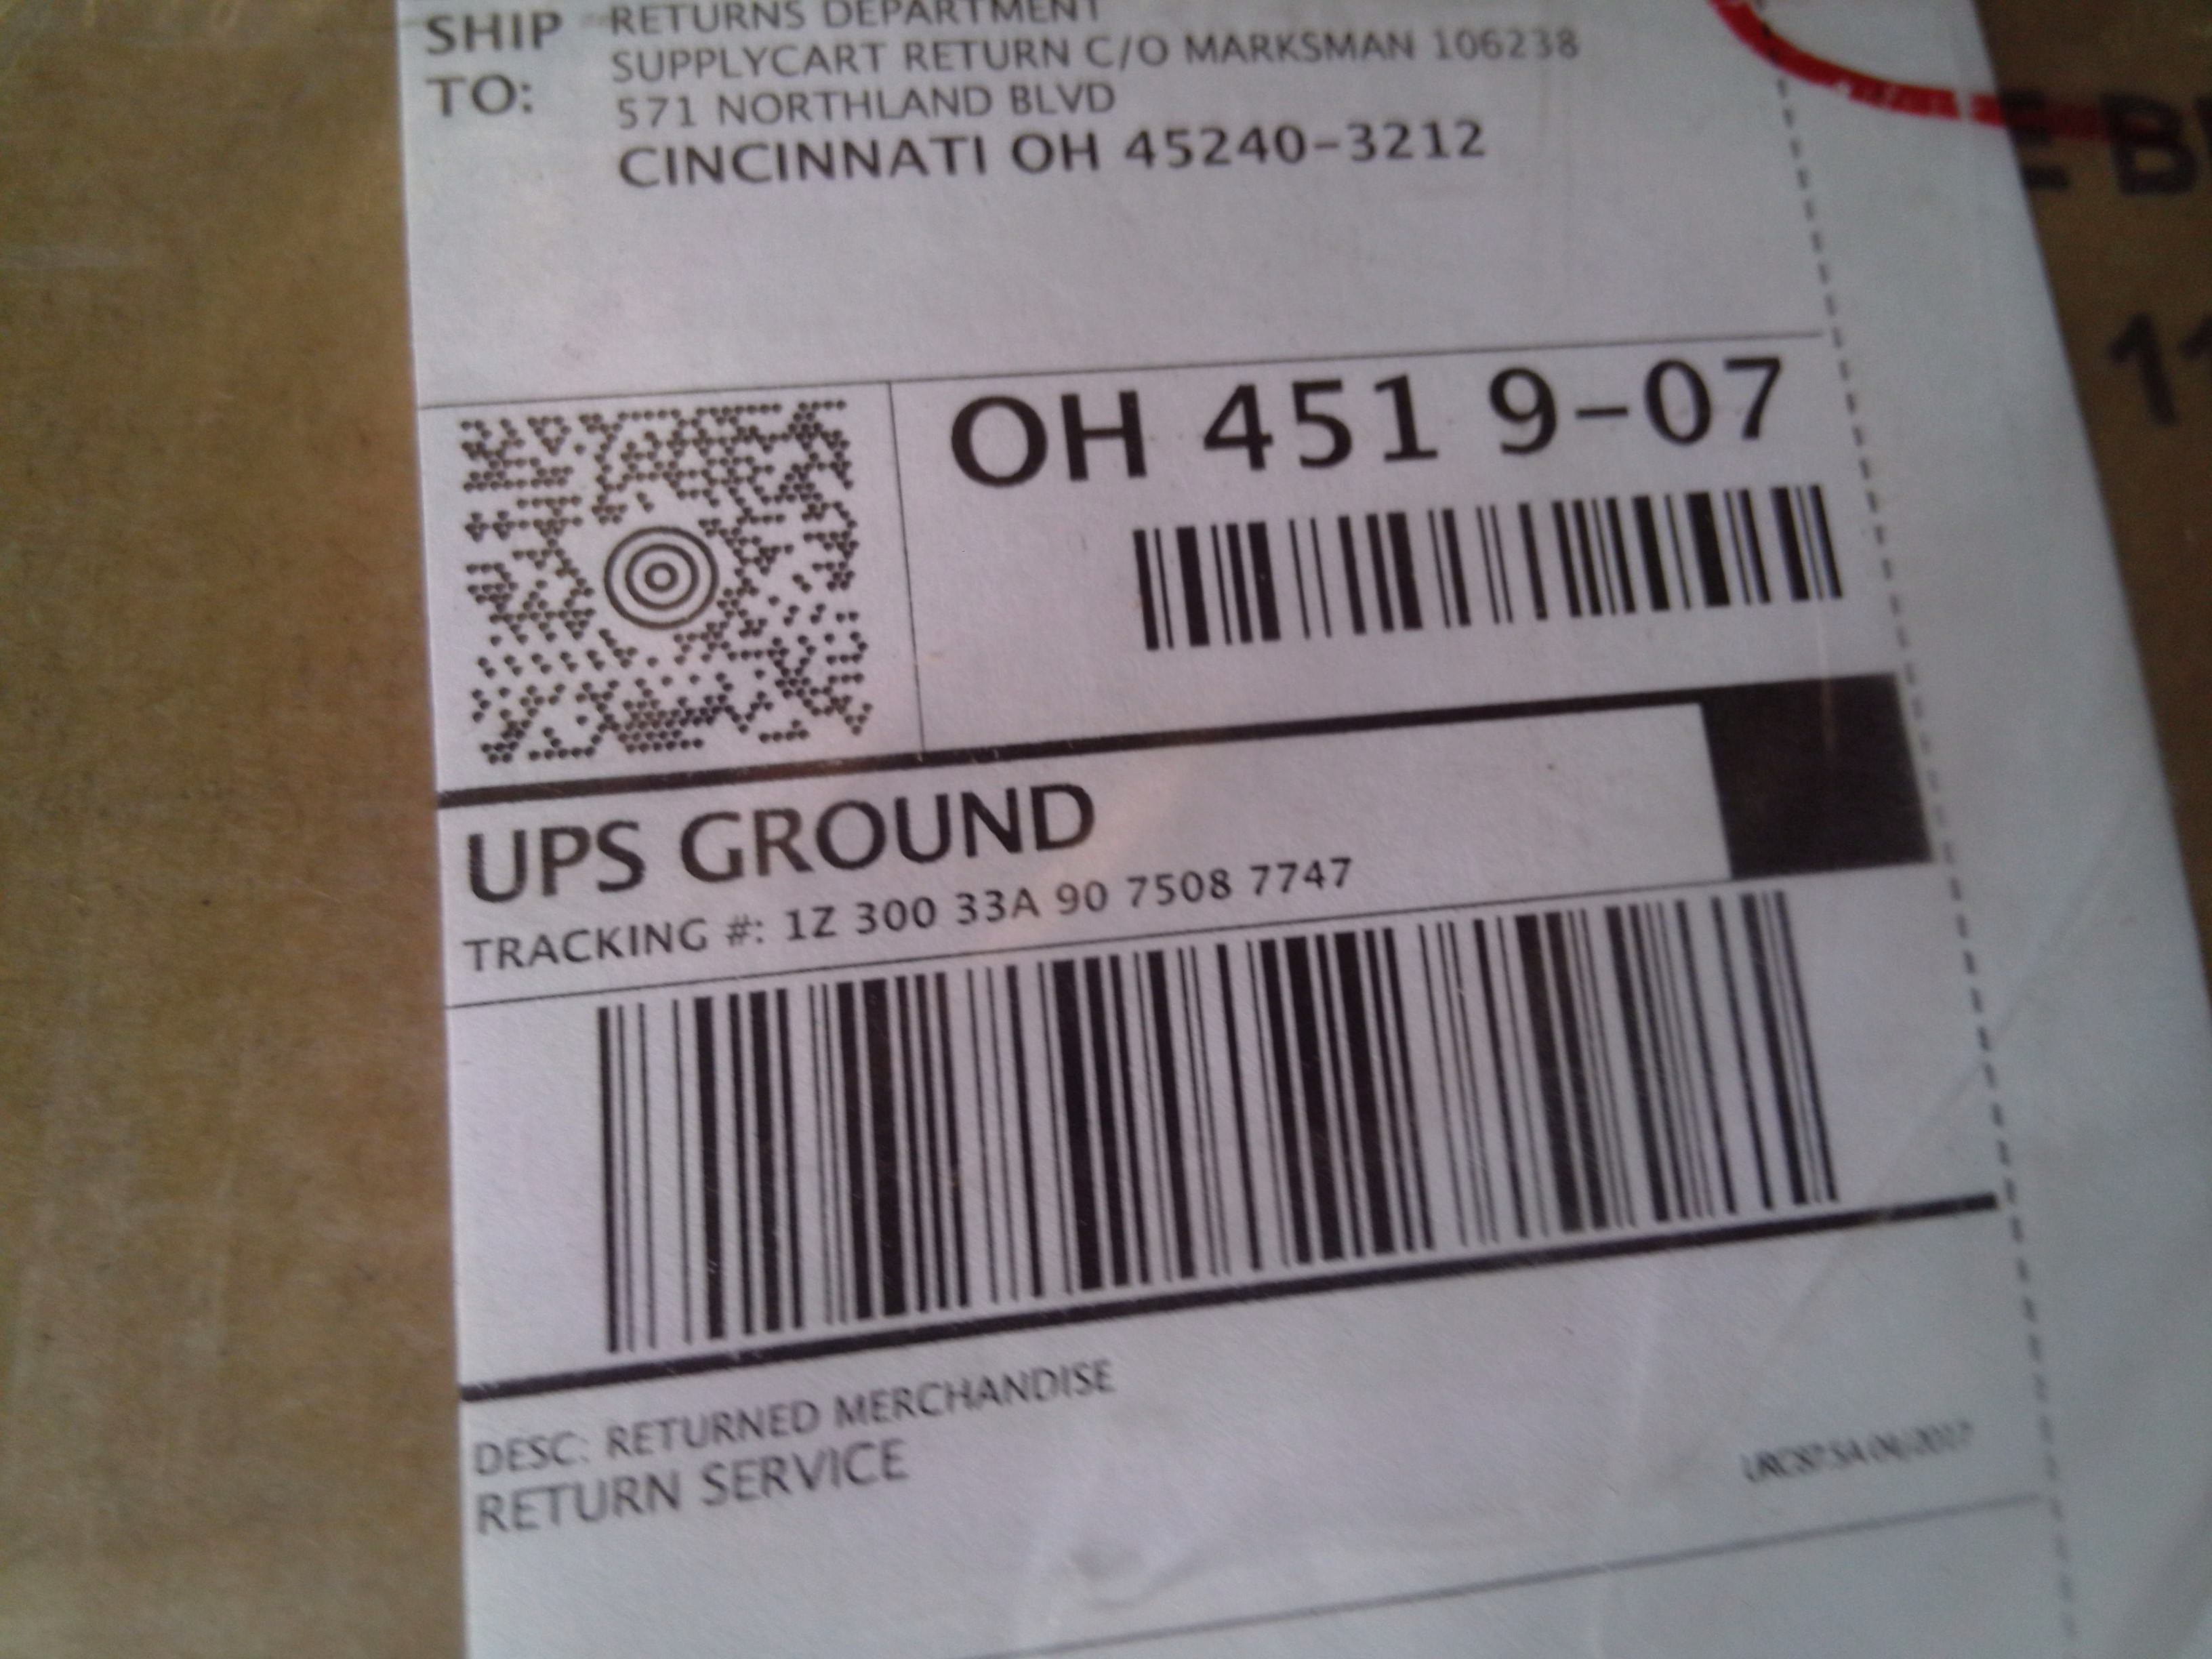 SHIP TO:
RETURNS DEPARTMENT
SUPPLYCART RETURN C/O MARKSMAN 106238
571 NORTHLAND BLVD
CINCINNATI OH 45240-3212
OH 451 9-07
UPS GROUND
TRACKING #: 1Z 300 33A 90 7508 7747
DESC: RETURNED MERCHANDISE
RETURN SERVICE